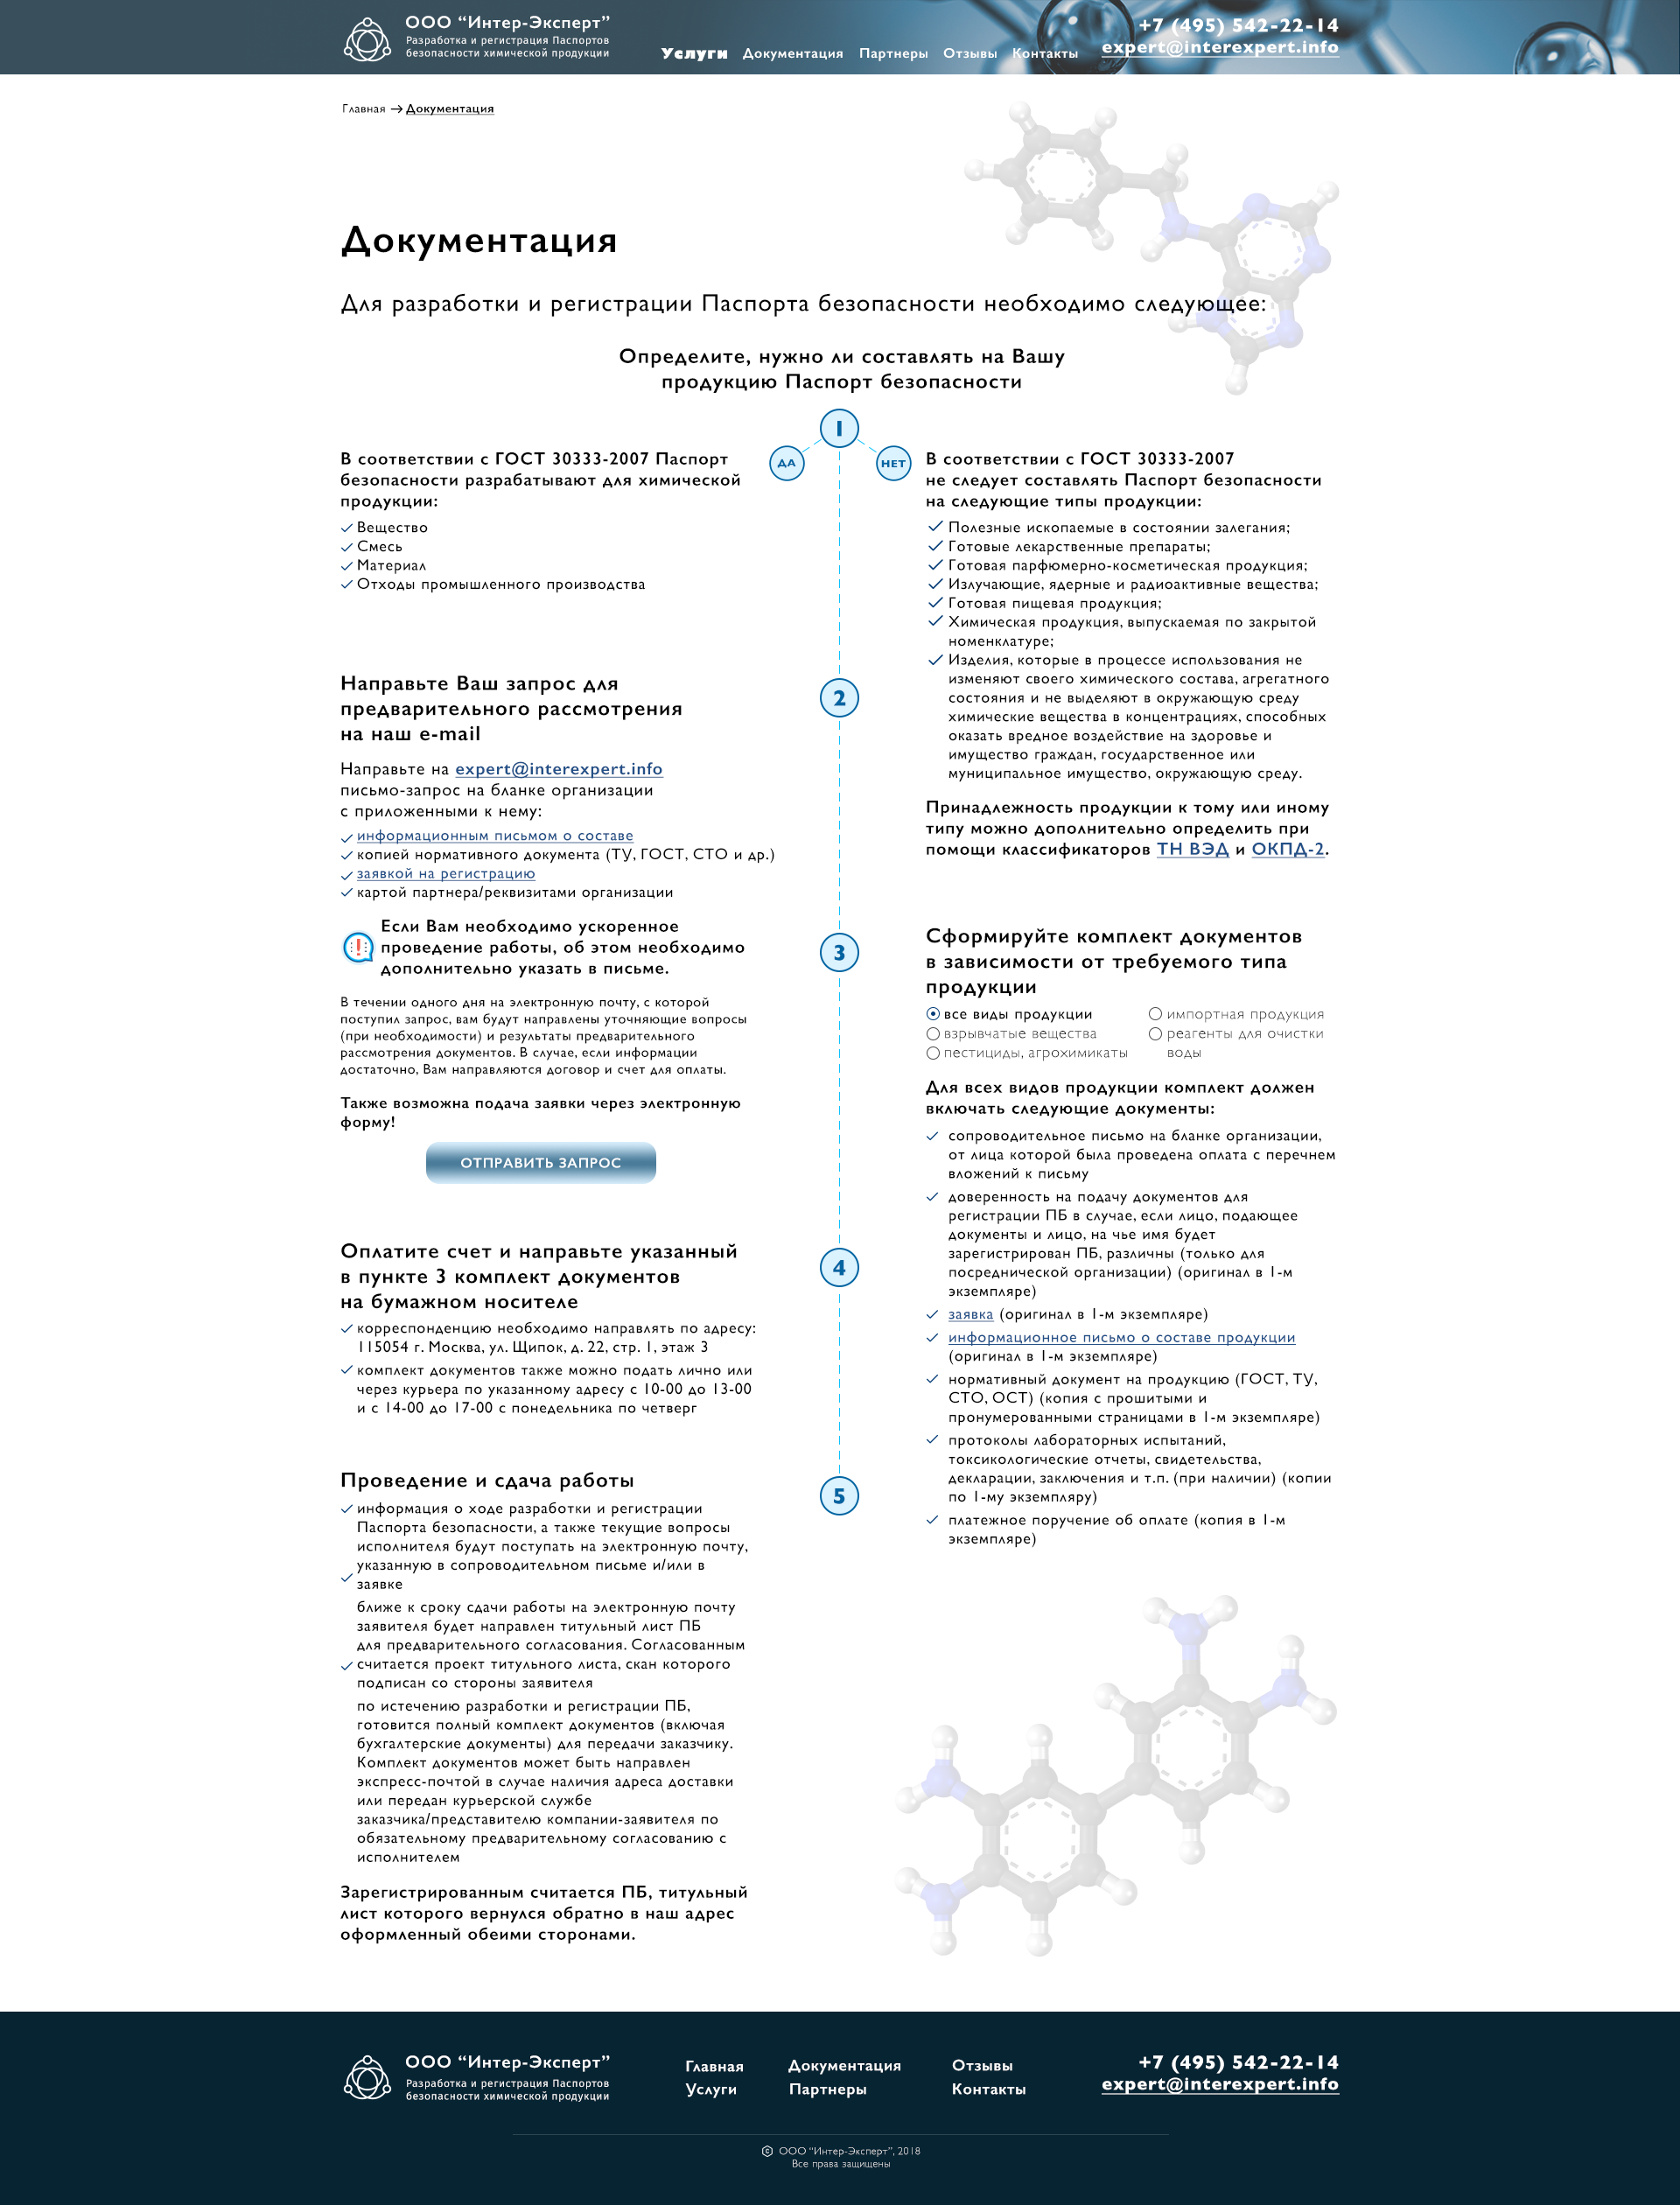 ООО “Интер-Эксперт”
Разработка и регистрация Паспортов
безопасности химической продукции
Услуги Документация Партнеры Отзывы Контакты
+7 (495) 542-22-14
expert@interexpert.info
Главная → Документация
Документация
Для разработки и регистрации Паспорта безопасности необходимо следующее:
Определите, нужно ли составлять на Вашу
продукцию Паспорт безопасности
1
ДА
НЕТ
В соответствии с ГОСТ 30333-2007 Паспорт
безопасности разрабатывают для химической
продукции:
Вещество
Смесь
Материал
Отходы промышленного производства
В соответствии с ГОСТ 30333-2007
не следует составлять Паспорт безопасности
на следующие типы продукции:
Полезные ископаемые в состоянии залегания;
Готовые лекарственные препараты;
Готовая парфюмерно-косметическая продукция;
Излучающие, ядерные и радиоактивные вещества;
Готовая пищевая продукция;
Химическая продукция, выпускаемая по закрытой
номенклатуре;
Изделия, которые в процессе использования не
изменяют своего химического состава, агрегатного
состояния и не выделяют в окружающую среду
химические вещества в концентрациях, способных
оказать вредное воздействие на здоровье и
имущество граждан, государственное или
муниципальное имущество, окружающую среду.
Принадлежность продукции к тому или иному
типу можно дополнительно определить при
помощи классификаторов ТН ВЭД и ОКПД-2.
2
Направьте Ваш запрос для
предварительного рассмотрения
на наш e-mail
Направьте на expert@interexpert.info
письмо-запрос на бланке организации
с приложенными к нему:
информационным письмом о составе
копией нормативного документа (ТУ, ГОСТ, СТО и др.)
заявкой на регистрацию
картой партнера/реквизитами организации
Если Вам необходимо ускоренное
проведение работы, об этом необходимо
дополнительно указать в письме.
В течении одного дня на электронную почту, с которой
поступил запрос, вам будут направлены уточняющие вопросы
(при необходимости) и результаты предварительного
рассмотрения документов. В случае, если информации
достаточно, Вам направляются договор и счет для оплаты.
Также возможна подача заявки через электронную
форму!
ОТПРАВИТЬ ЗАПРОС
3
Сформируйте комплект документов
в зависимости от требуемого типа
продукции
все виды продукции
взрывчатые вещества
пестициды, агрохимикаты
импортная продукция
реагенты для очистки
воды
Для всех видов продукции комплект должен
включать следующие документы:
сопроводительное письмо на бланке организации,
от лица которой была проведена оплата с перечнем
вложений к письму
доверенность на подачу документов для
регистрации ПБ в случае, если лицо, подающее
документы и лицо, на чье имя будет
зарегистрирован ПБ, различны (только для
посреднической организации) (оригинал в 1-м
экземпляре)
заявка (оригинал в 1-м экземпляре)
информационное письмо о составе продукции
(оригинал в 1-м экземпляре)
нормативный документ на продукцию (ГОСТ, ТУ,
СТО, ОСТ) (копия с прошитыми и
пронумерованными страницами в 1-м экземпляре)
протоколы лабораторных испытаний,
токсикологические отчеты, свидетельства,
декларации, заключения и т.п. (при наличии) (копии
по 1-му экземпляру)
платежное поручение об оплате (копия в 1-м
экземпляре)
4
Оплатите счет и направьте указанный
в пункте 3 комплект документов
на бумажном носителе
корреспонденцию необходимо направлять по адресу:
115054 г. Москва, ул. Щипок, д. 22, стр. 1, этаж 3
комплект документов также можно подать лично или
через курьера по указанному адресу с 10-00 до 13-00
и с 14-00 до 17-00 с понедельника по четверг
5
Проведение и сдача работы
информация о ходе разработки и регистрации
Паспорта безопасности, а также текущие вопросы
исполнителя будут поступать на электронную почту,
указанную в сопроводительном письме и/или в
заявке
ближе к сроку сдачи работы на электронную почту
заявителя будет направлен титульный лист ПБ
для предварительного согласования. Согласованным
считается проект титульного листа, скан которого
подписан со стороны заявителя
по истечению разработки и регистрации ПБ,
готовится полный комплект документов (включая
бухгалтерские документы) для передачи заказчику.
Комплект документов может быть направлен
экспресс-почтой в случае наличия адреса доставки
или передан курьерской службе
заказчика/представителю компании-заявителя по
обязательному предварительному согласованию с
исполнителем
Зарегистрированным считается ПБ, титульный
лист которого вернулся обратно в наш адрес
оформленный обеими сторонами.
ООО “Интер-Эксперт”
Разработка и регистрация Паспортов
безопасности химической продукции
Главная Документация Отзывы
Услуги Партнеры Контакты
+7 (495) 542-22-14
expert@interexpert.info
© ООО “Интер-Эксперт”, 2018
Все права защищены